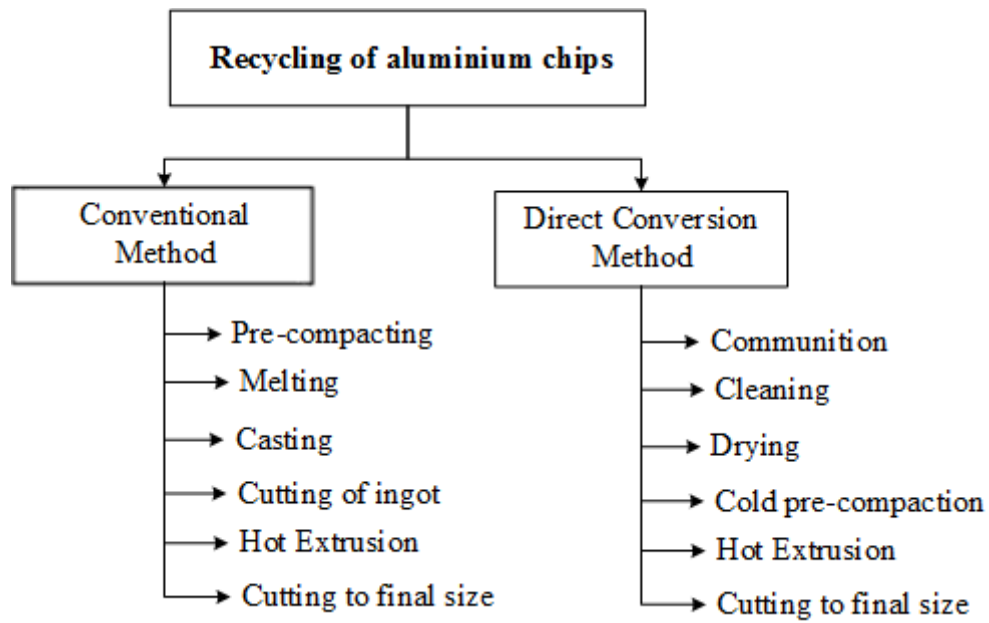 Recycling of aluminium chips
Conventional
Method
Pre-compacting
Melting
Casting
Cutting of ingot
Hot Extrusion
Cutting to final size
Direct Conversion
Method
Communition
Cleaning
Drying
Cold pre-compaction
Hot Extrusion
Cutting to final size